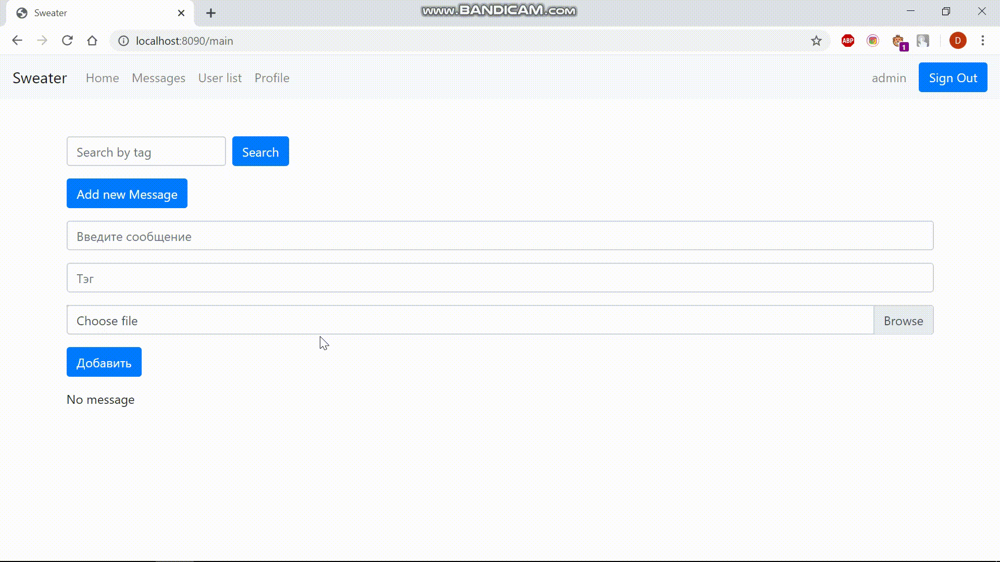 Sweater
www.BANDICAM.com
localhost:8090/main
ABP
1
D
Sweater Home Messages User list Profile admin Sign Out
Search by tag Search
Add new Message
Введите сообщение
Тэг
Choose file Browse
Добавить
No message